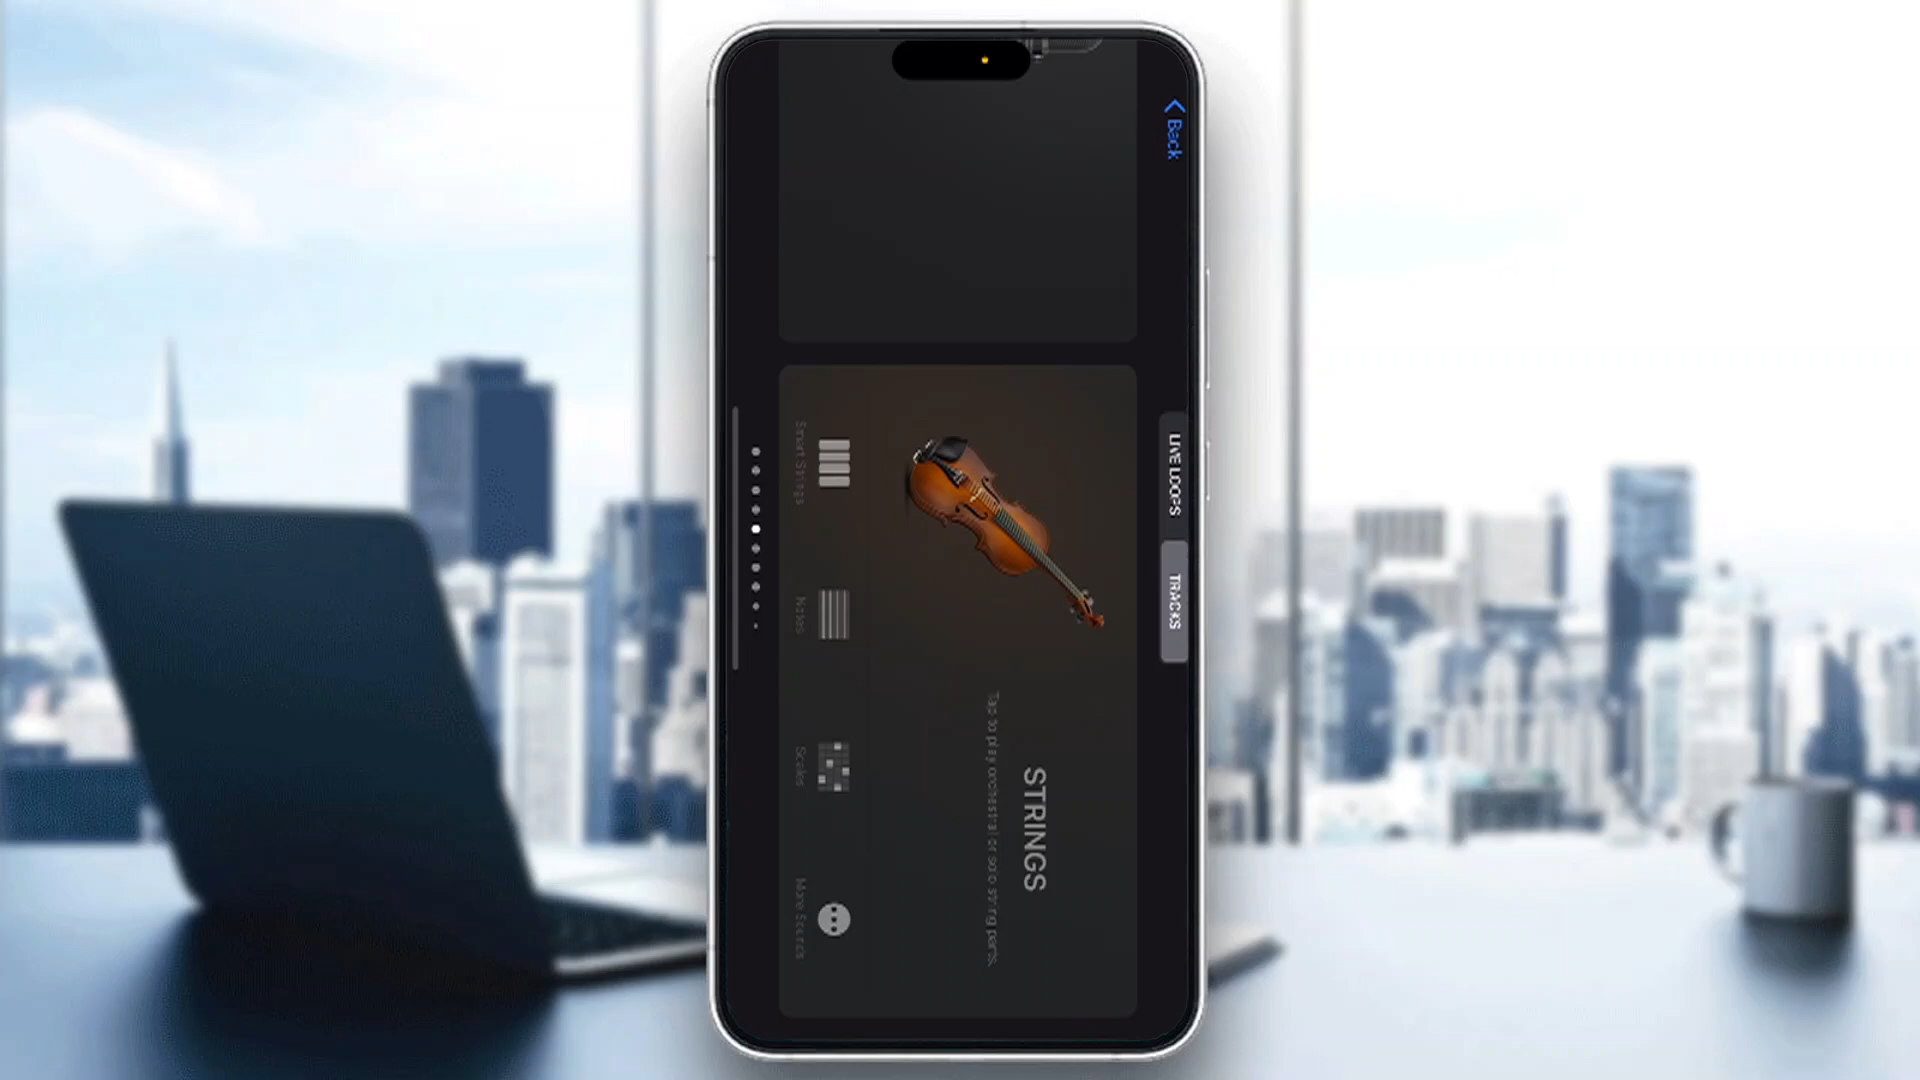 Back
LIVE LOOPS
TRACKS
STRINGS
Tap to play orchestral or solo string parts.
Smart Strings
Notes
Scales
More Sounds